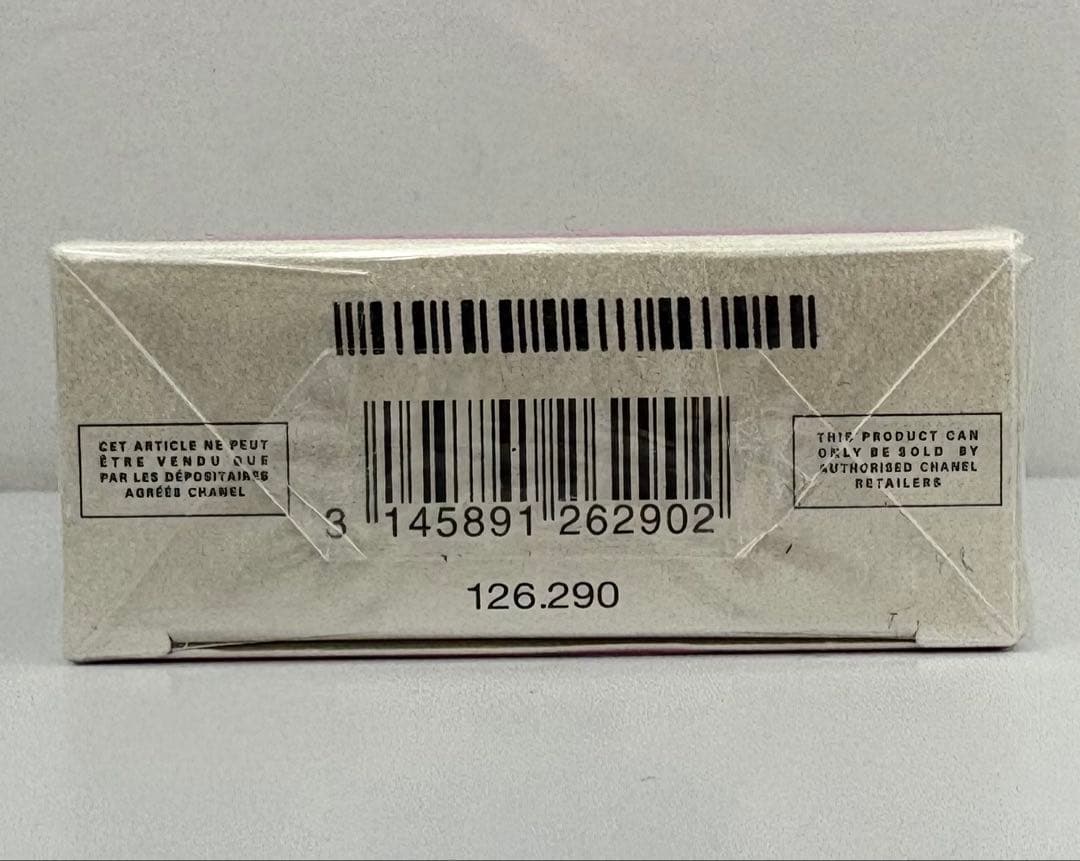 CET ARTICLE NE PEUT
ÊTRE VENDU QUE
PAR LES DÉPOSITAIRES
AGRÉÉS CHANEL
THIS PRODUCT CAN
ONLY BE SOLD BY
AUTHORISED CHANEL
RETAILERS
3 145891 262902
126.290